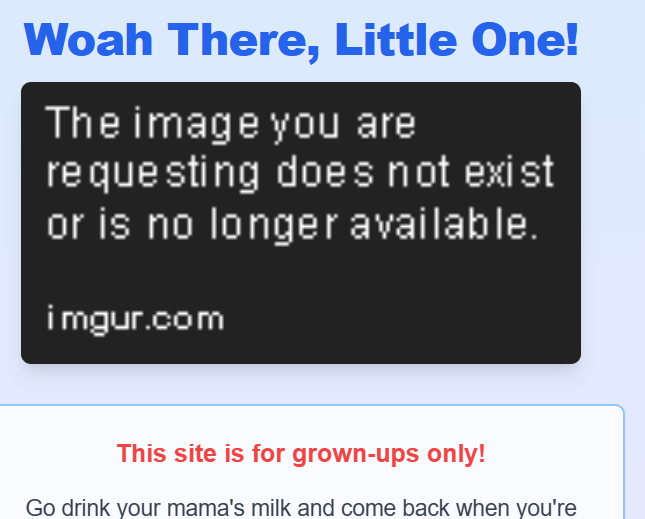 Woah There, Little One!
The image you are
requesting does not exist
or is no longer available.
imgur.com
This site is for grown-ups only!
Go drink your mama's milk and come back when you're